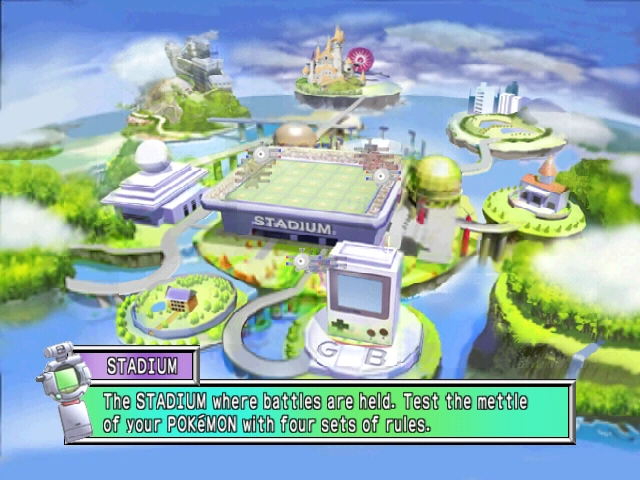 STADIUM
GB
STADIUM
The STADIUM where battles are held. Test the mettle
of your POKéMON with four sets of rules.